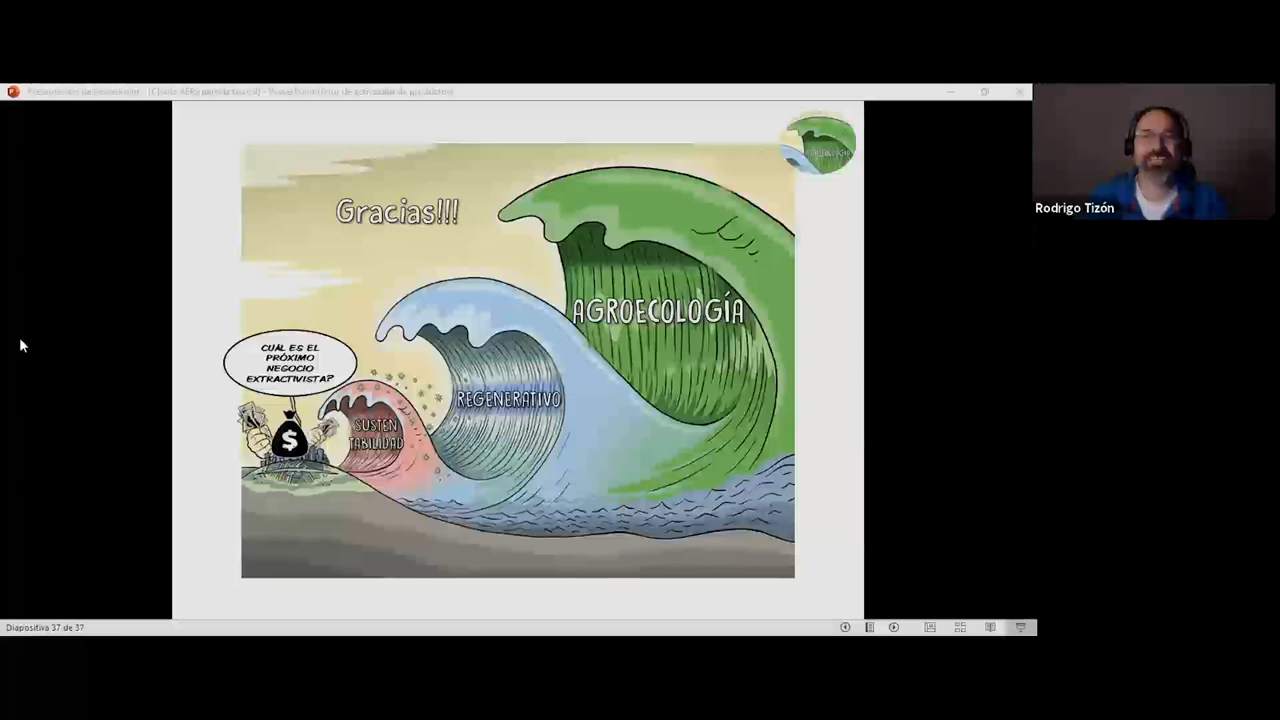 Gracias!!!
AGROECOLOGÍA
REGENERATIVO
SUSTEN
TABILIDAD
CUAL ES EL
PRÓXIMO
NEGOCIO
EXTRACTIVISTA?
$
Rodrigo Tizón
Diapositiva 37 de 37